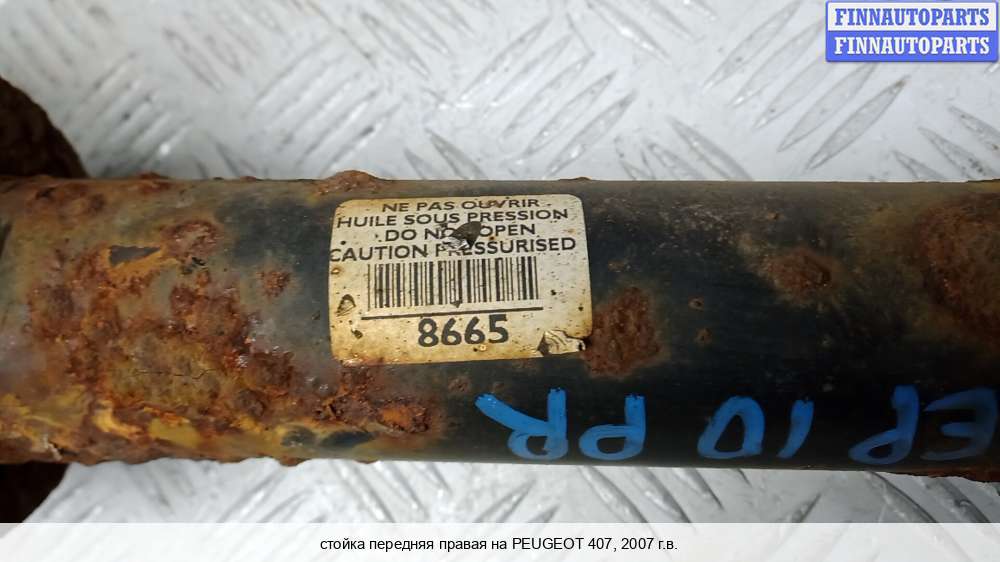 FINNAUTOPARTS
FINNAUTOPARTS
NE PAS OUVRIR
HUILE SOUS PRESSION
DO OPEN
CAUTION PRESSURISED
8665
EP 10 PR
стойка передняя правая на PEUGEOT 407, 2007 г.в.